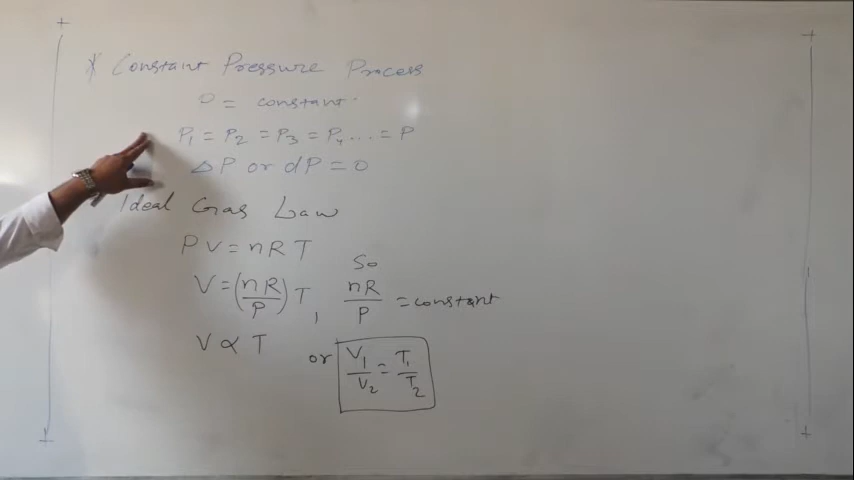 * Constant Pressure Process
P = constant
P₁ = P₂ = P₃ = P₄ ... = P
△P or dP = 0
Ideal Gas Law
PV = nRT
V = (nR/P) T, So nR/P = constant
V ∝ T or V₁/V₂ = T₁/T₂